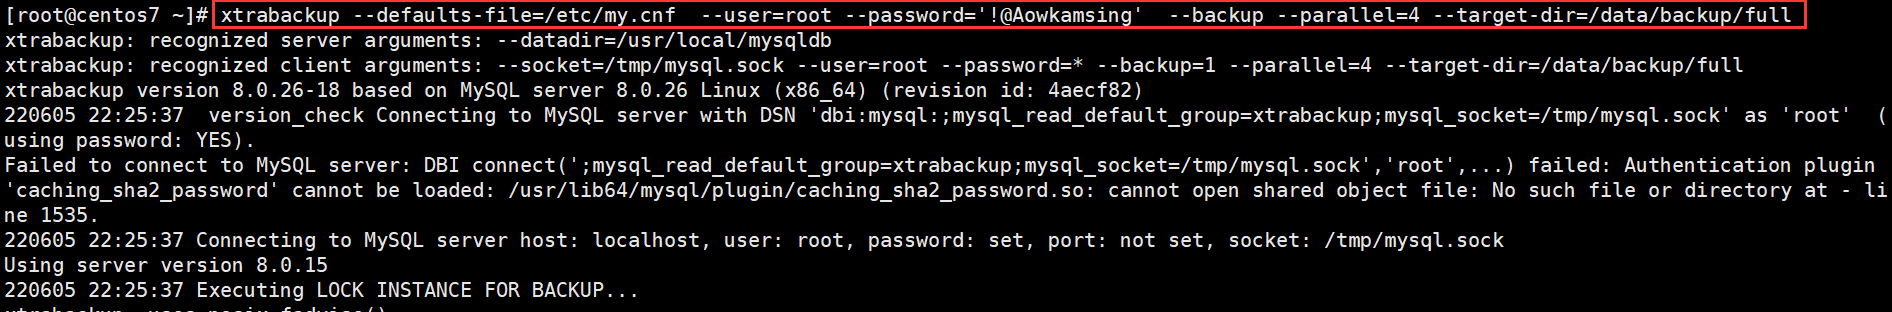 [root@centos7 ~]# xtrabackup --defaults-file=/etc/my.cnf  --user=root --password='!@Aowkamsing'  --backup --parallel=4 --target-dir=/data/backup/full
xtrabackup: recognized server arguments: --datadir=/usr/local/mysqldb
xtrabackup: recognized client arguments: --socket=/tmp/mysql.sock --user=root --password=* --backup=1 --parallel=4 --target-dir=/data/backup/full
xtrabackup version 8.0.26-18 based on MySQL server 8.0.26 Linux (x86_64) (revision id: 4aecf82)
220605 22:25:37  version_check Connecting to MySQL server with DSN 'dbi:mysql:;mysql_read_default_group=xtrabackup;mysql_socket=/tmp/mysql.sock' as 'root'  (
using password: YES).
Failed to connect to MySQL server: DBI connect(';mysql_read_default_group=xtrabackup;mysql_socket=/tmp/mysql.sock','root',...) failed: Authentication plugin
'caching_sha2_password' cannot be loaded: /usr/lib64/mysql/plugin/caching_sha2_password.so: cannot open shared object file: No such file or directory at - li
ne 1535.
220605 22:25:37 Connecting to MySQL server host: localhost, user: root, password: set, port: not set, socket: /tmp/mysql.sock
Using server version 8.0.15
220605 22:25:37 Executing LOCK INSTANCE FOR BACKUP...